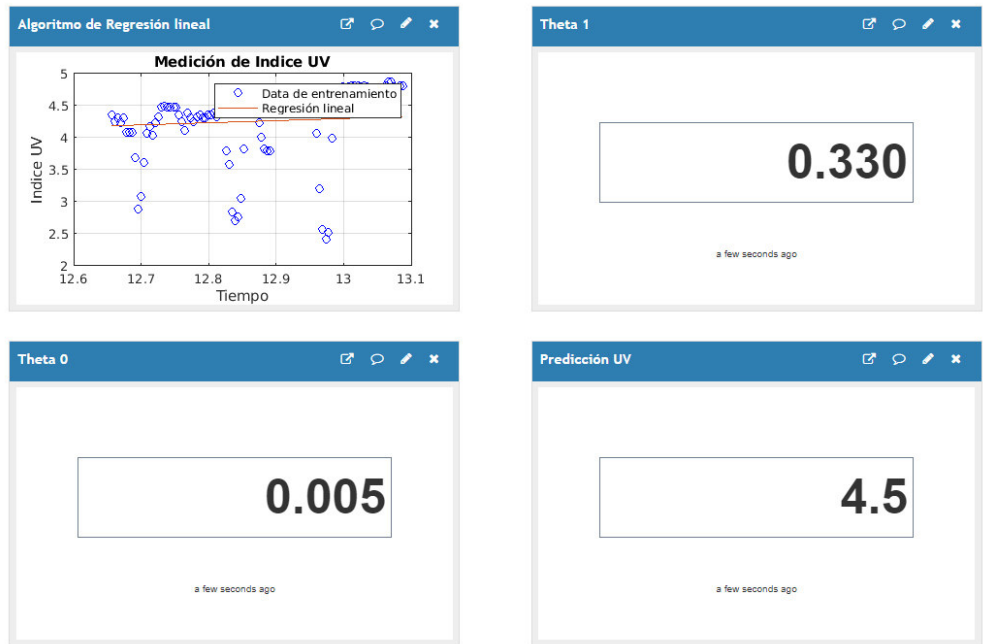 Algoritmo de Regresión lineal
Medición de Indice UV
5
4.5
4
3.5
3
2.5
2
Indice UV
Data de entrenamiento
Regresión lineal
12.6 12.7 12.8 12.9 13 13.1
Tiempo
Theta 1
0.330
a few seconds ago
Theta 0
0.005
a few seconds ago
Predicción UV
4.5
a few seconds ago